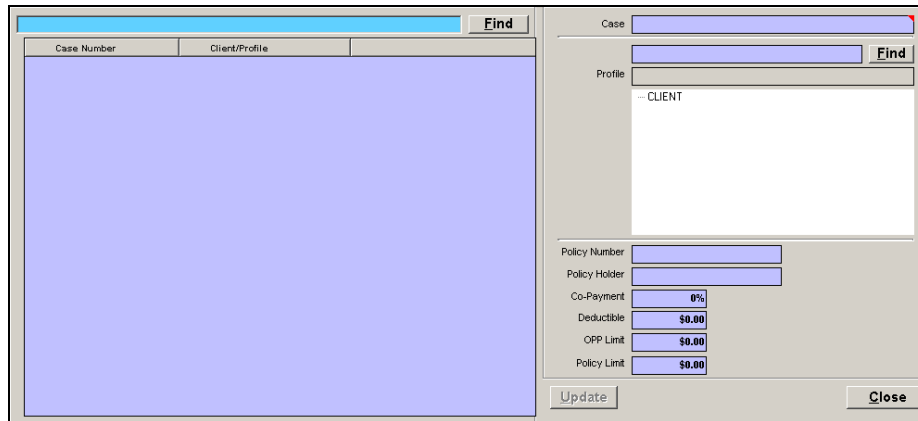 Find
Case Number Client/Profile
Case
Find
Profile
CLIENT
Policy Number
Policy Holder
Co-Payment 0%
Deductible $0.00
OPP Limit $0.00
Policy Limit $0.00
Update Close